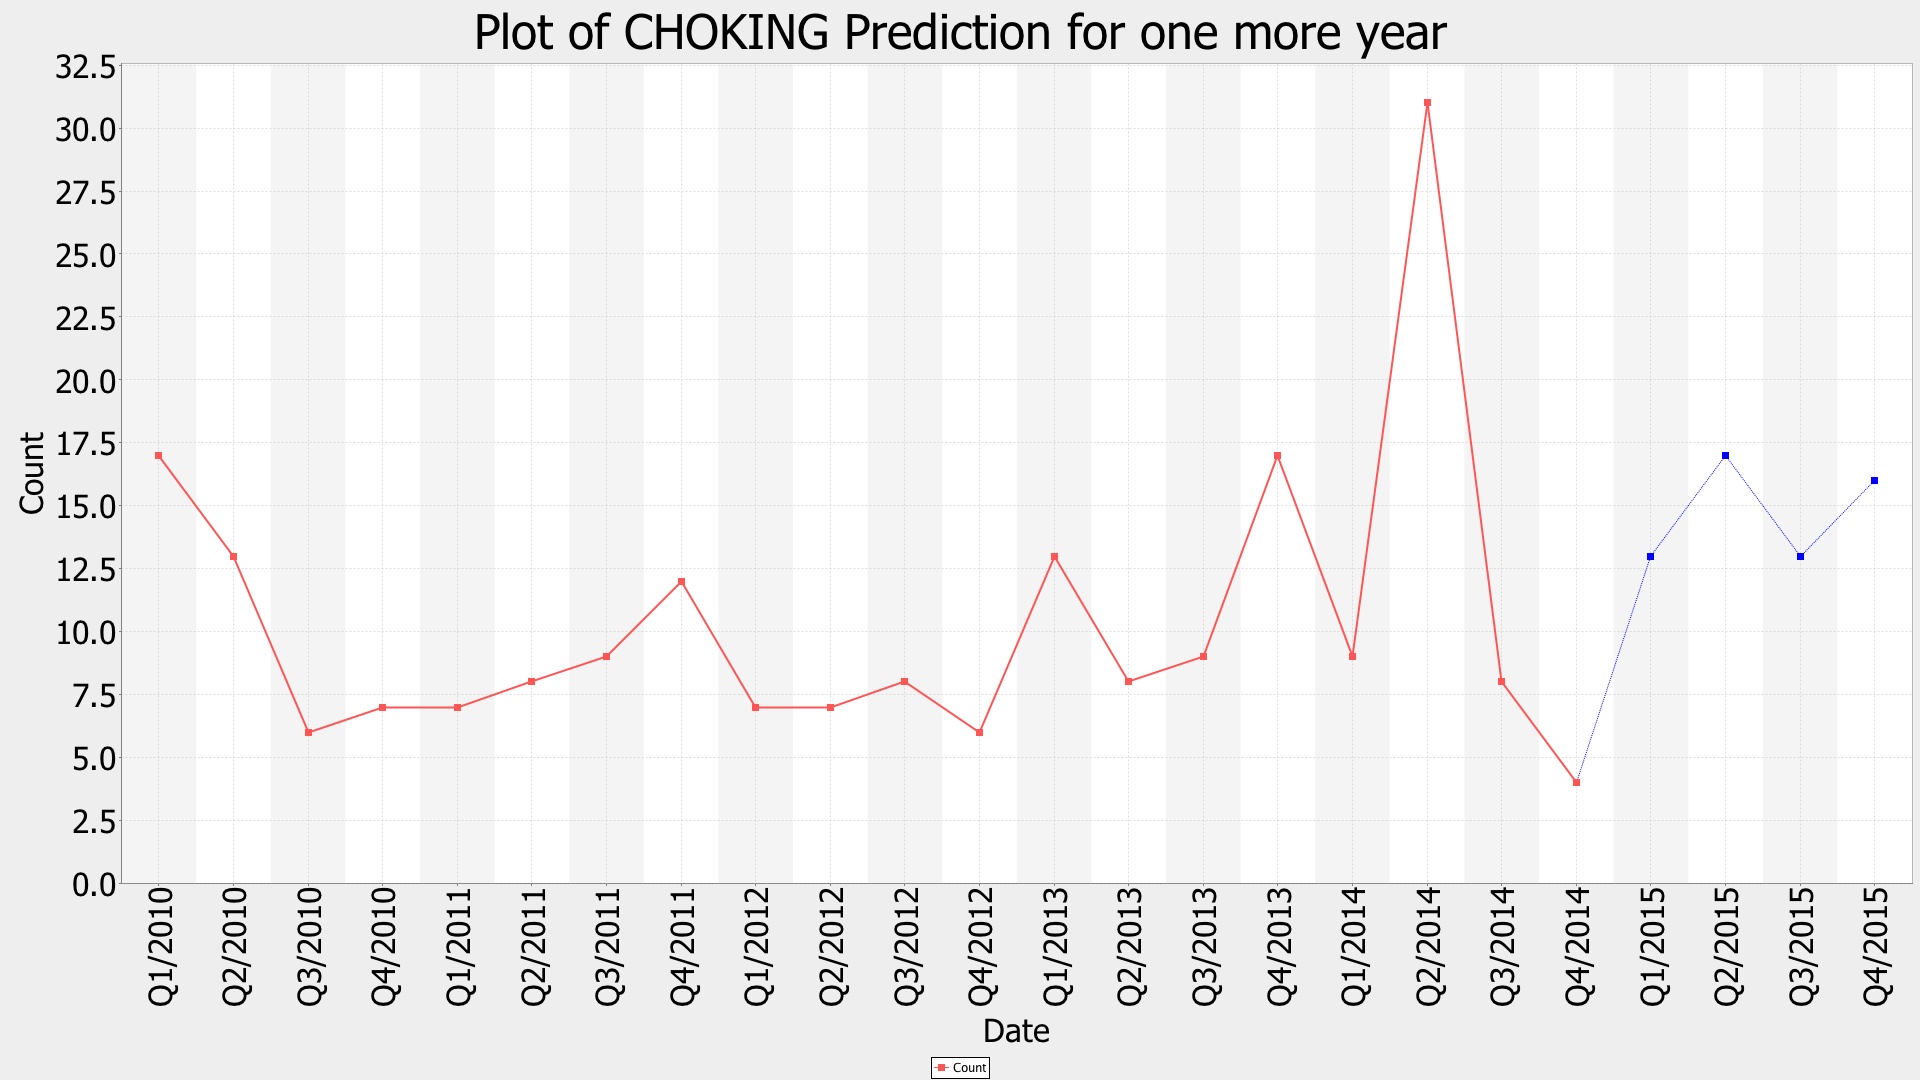 Plot of CHOKING Prediction for one more year
32.5
30.0
27.5
25.0
22.5
20.0
17.5
15.0
12.5
10.0
7.5
5.0
2.5
0.0
Count
Q1/2010
Q2/2010
Q3/2010
Q4/2010
Q1/2011
Q2/2011
Q3/2011
Q4/2011
Q1/2012
Q2/2012
Q3/2012
Q4/2012
Q1/2013
Q2/2013
Q3/2013
Q4/2013
Q1/2014
Q2/2014
Q3/2014
Q4/2014
Q1/2015
Q2/2015
Q3/2015
Q4/2015
Date
Count